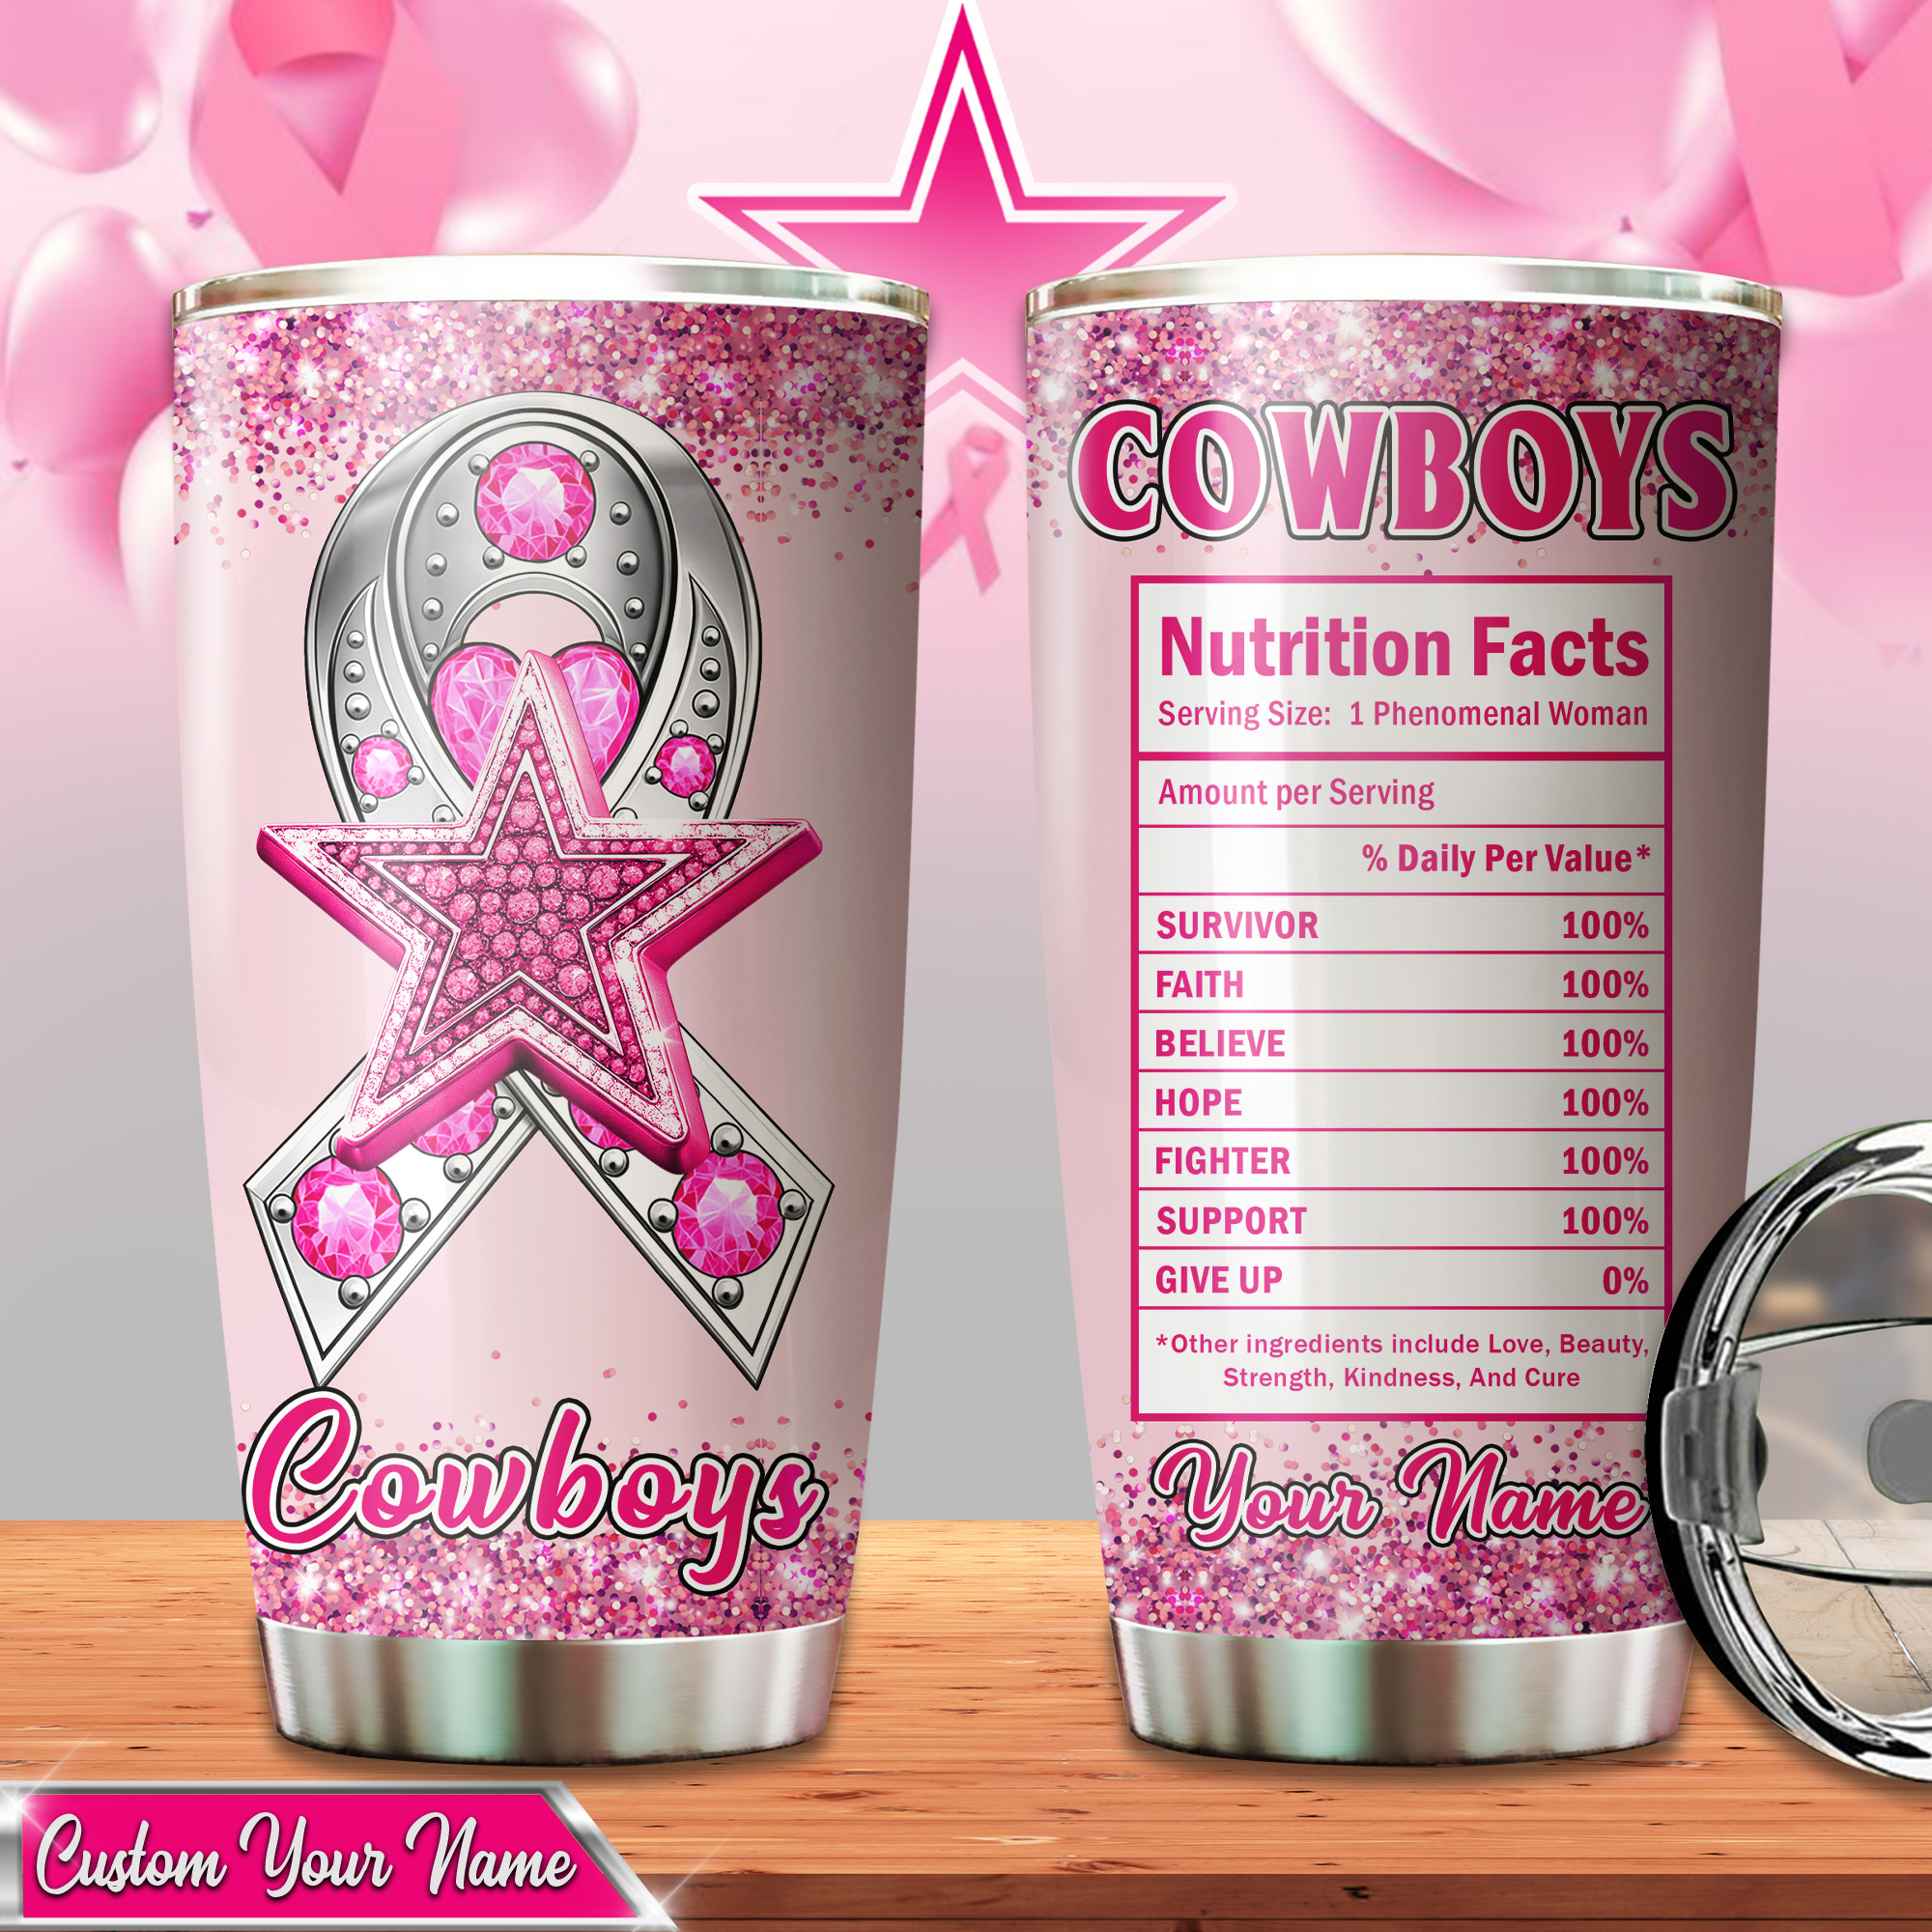 Cowboys
COWBOYS
Nutrition Facts
Serving Size: 1 Phenomenal Woman
Amount per Serving
% Daily Per Value*
SURVIVOR 100%
FAITH 100%
BELIEVE 100%
HOPE 100%
FIGHTER 100%
SUPPORT 100%
GIVE UP 0%
*Other ingredients include Love, Beauty,
Strength, Kindness, And Cure
Your Name
Custom Your Name